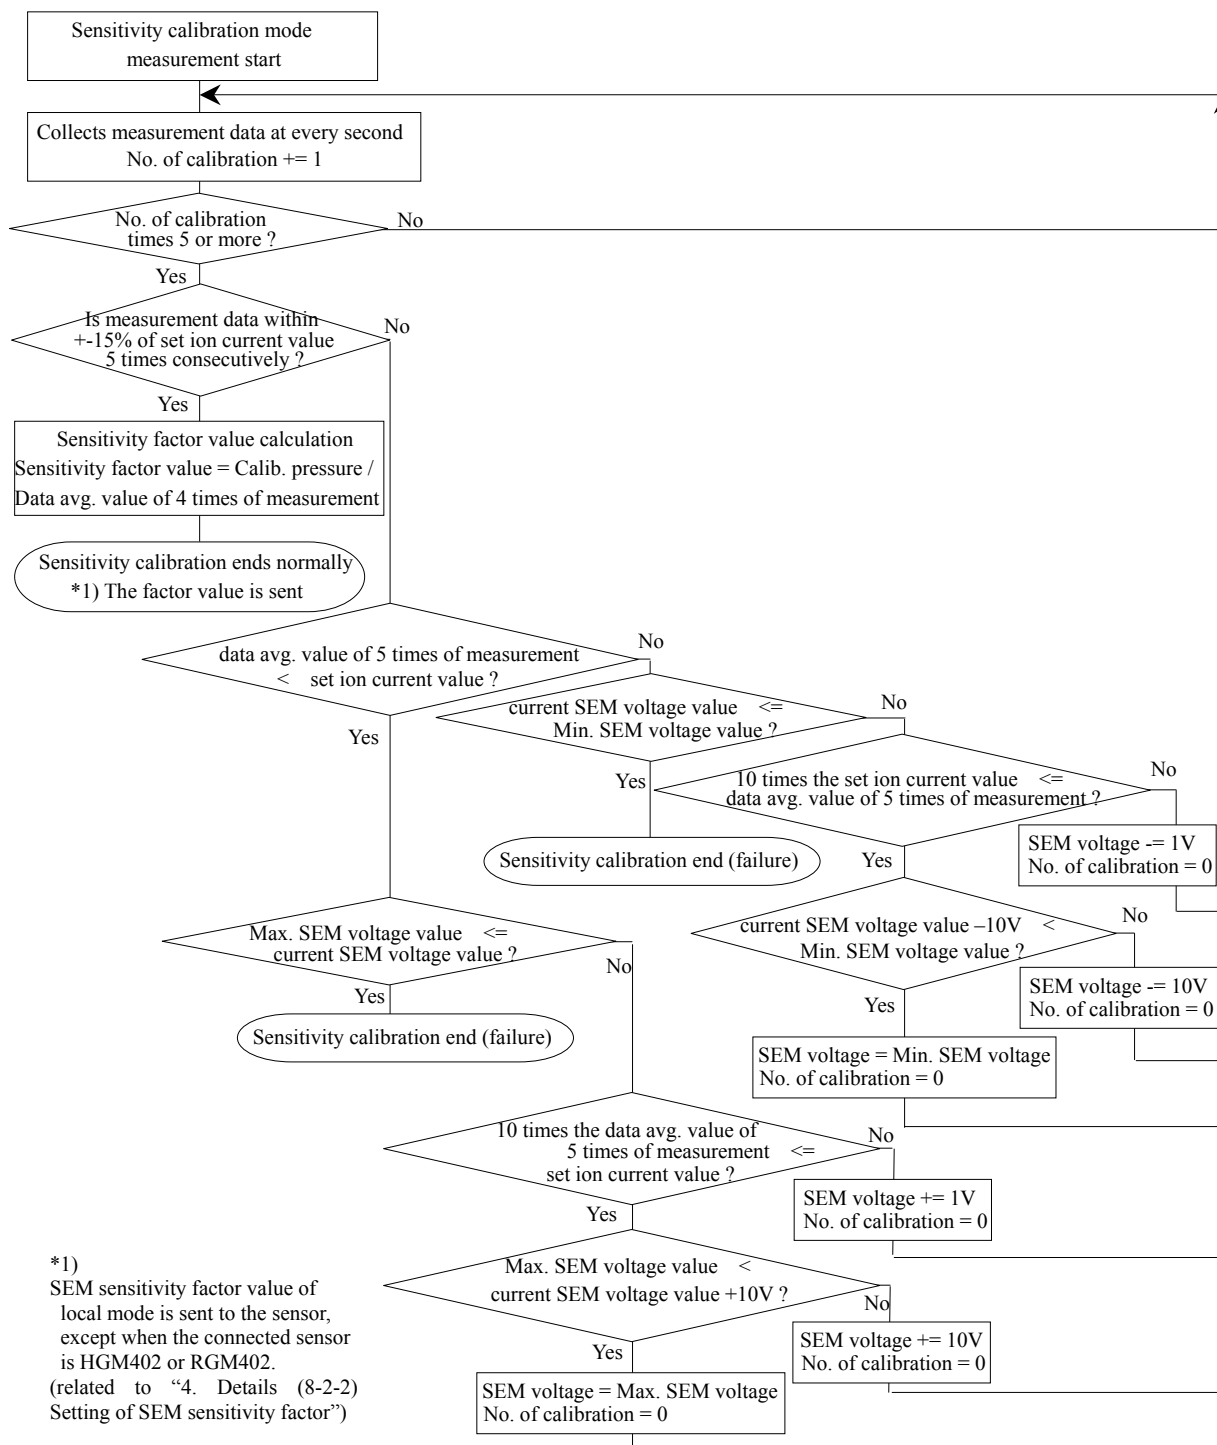 Sensitivity calibration mode
measurement start
Collects measurement data at every second
No. of calibration += 1
No. of calibration
times 5 or more ?
No
Yes
Is measurement data within
+-15% of set ion current value
5 times consecutively ?
No
Yes
Sensitivity factor value calculation
Sensitivity factor value = Calib. pressure /
Data avg. value of 4 times of measurement
Sensitivity calibration ends normally
*1) The factor value is sent
data avg. value of 5 times of measurement
< set ion current value ?
No
Yes
current SEM voltage value <=
Min. SEM voltage value ?
No
Yes
10 times the set ion current value <=
data avg. value of 5 times of measurement ?
No
SEM voltage -= 1V
No. of calibration = 0
Sensitivity calibration end (failure)
Yes
current SEM voltage value –10V <
Min. SEM voltage value ?
No
SEM voltage -= 10V
No. of calibration = 0
Yes
SEM voltage = Min. SEM voltage
No. of calibration = 0
Max. SEM voltage value <=
current SEM voltage value ?
No
Yes
Sensitivity calibration end (failure)
10 times the data avg. value of
5 times of measurement <=
set ion current value ?
No
SEM voltage += 1V
No. of calibration = 0
Yes
Max. SEM voltage value <
current SEM voltage value +10V ?
No
SEM voltage += 10V
No. of calibration = 0
Yes
SEM voltage = Max. SEM voltage
No. of calibration = 0
*1)
SEM sensitivity factor value of
local mode is sent to the sensor,
except when the connected sensor
is HGM402 or RGM402.
(related to “4. Details (8-2-2)
Setting of SEM sensitivity factor”)